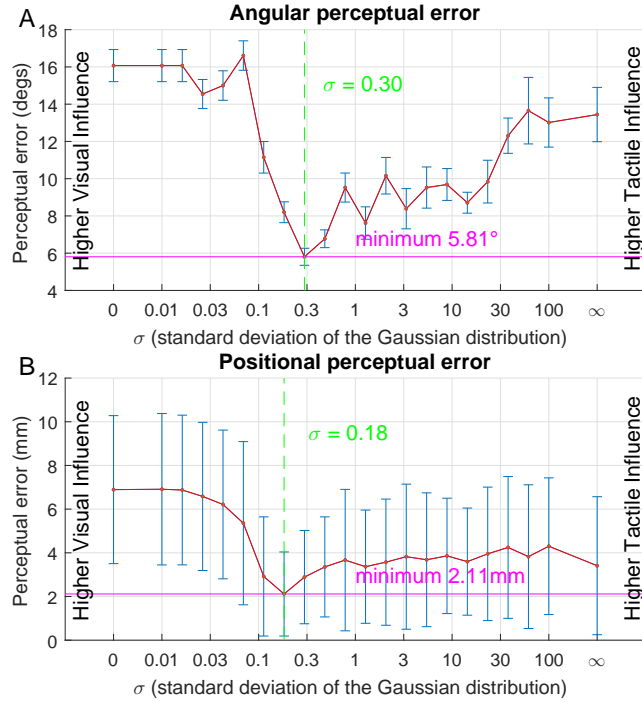 A
Angular perceptual error
18
16
14
12
10
8
6
4
Perceptual error (degs)
Higher Visual Influence
σ = 0.30
minimum 5.81°
Higher Tactile Influence
0 0.01 0.03 0.1 0.3 1 3 10 30 100 ∞
σ (standard deviation of the Gaussian distribution)
B
Positional perceptual error
12
10
8
6
4
2
0
Perceptual error (mm)
Higher Visual Influence
σ = 0.18
minimum 2.11mm
Higher Tactile Influence
0 0.01 0.03 0.1 0.3 1 3 10 30 100 ∞
σ (standard deviation of the Gaussian distribution)